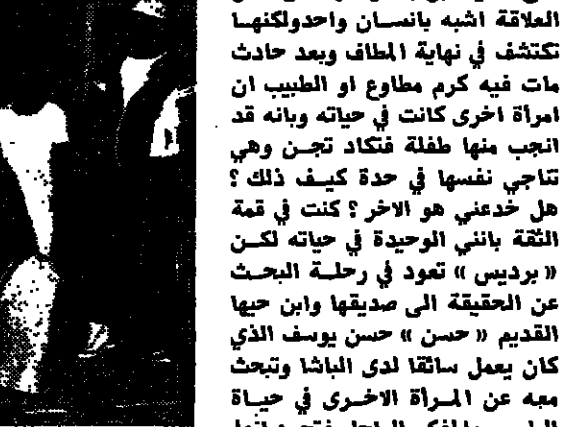 العلاقة اشبه بانسان واحدولكنها
تكتشف في نهاية المطاف وبعد حادث
مات فيه كرم مطاوع او الطبيب ان
امرأة اخرى كانت في حياته وبانه قد
انجب منها طفلة فتكاد تجن وهي
تناجي نفسها في حدة كيف ذلك ؟
هل خدعني هو الاخر ؟ كنت في قمة
الثقة بانني الوحيدة في حياته لكن
« برديس » تعود في رحلة البحث
عن الحقيقة الى صديقها وابن حيها
القديم « حسن » حسن يوسف الذي
كان يعمل سائقا لدى الباشا وتبحث
معه عن المرأة الاخرى في حياة